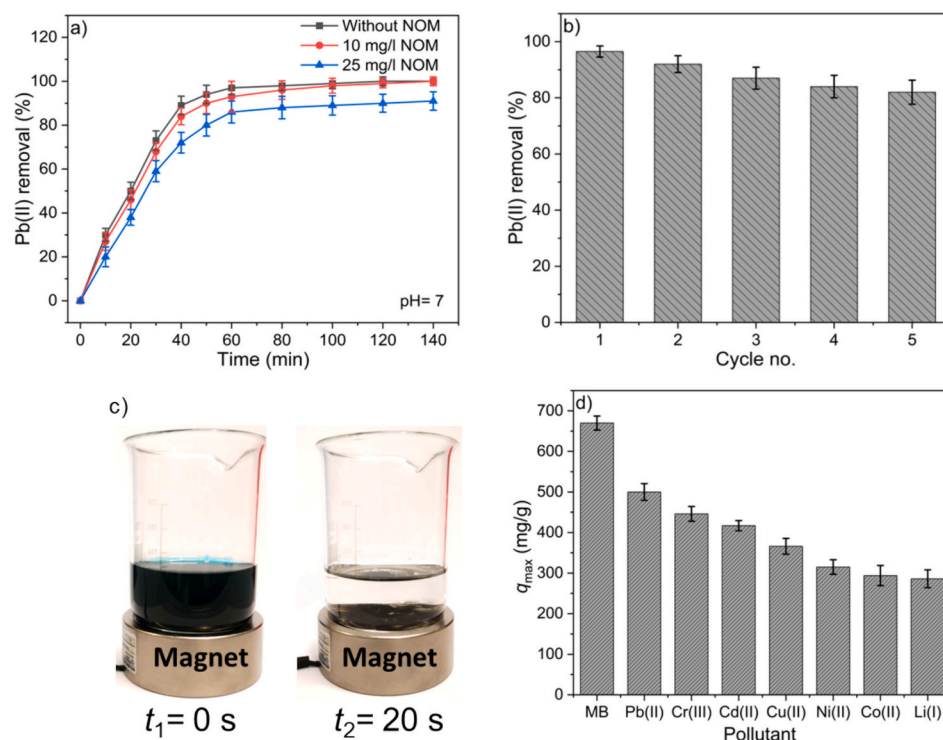 a)
Without NOM
10 mg/l NOM
25 mg/l NOM
Pb(II) removal (%)
120
100
80
60
40
20
0
pH= 7
0 20 40 60 80 100 120 140
Time (min)
b)
Pb(II) removal (%)
100
80
60
40
20
0
1 2 3 4 5
Cycle no.
c)
Magnet
Magnet
t1= 0 s
t2= 20 s
d)
qmax (mg/g)
700
600
500
400
300
200
100
0
MB Pb(II) Cr(III) Cd(II) Cu(II) Ni(II) Co(II) Li(I)
Pollutant